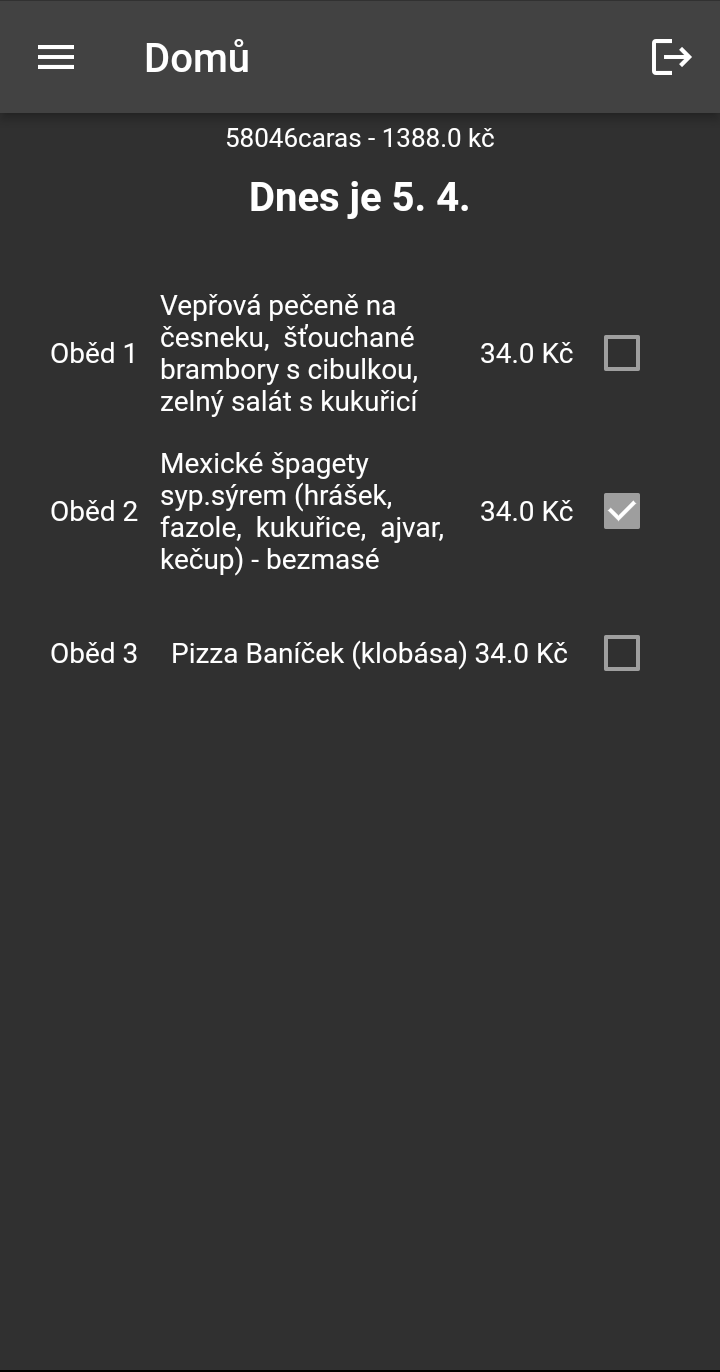 Domů
58046caras - 1388.0 kč
Dnes je 5. 4.
Oběd 1
Vepřová pečeně na
česneku,  šťouchané
brambory s cibulkou,
zelný salát s kukuřicí
34.0 Kč
Oběd 2
Mexické špagety
syp.sýrem (hrášek,
fazole,  kukuřice,  ajvar,
kečup) - bezmasé
34.0 Kč
Oběd 3
Pizza Baníček (klobása)
34.0 Kč